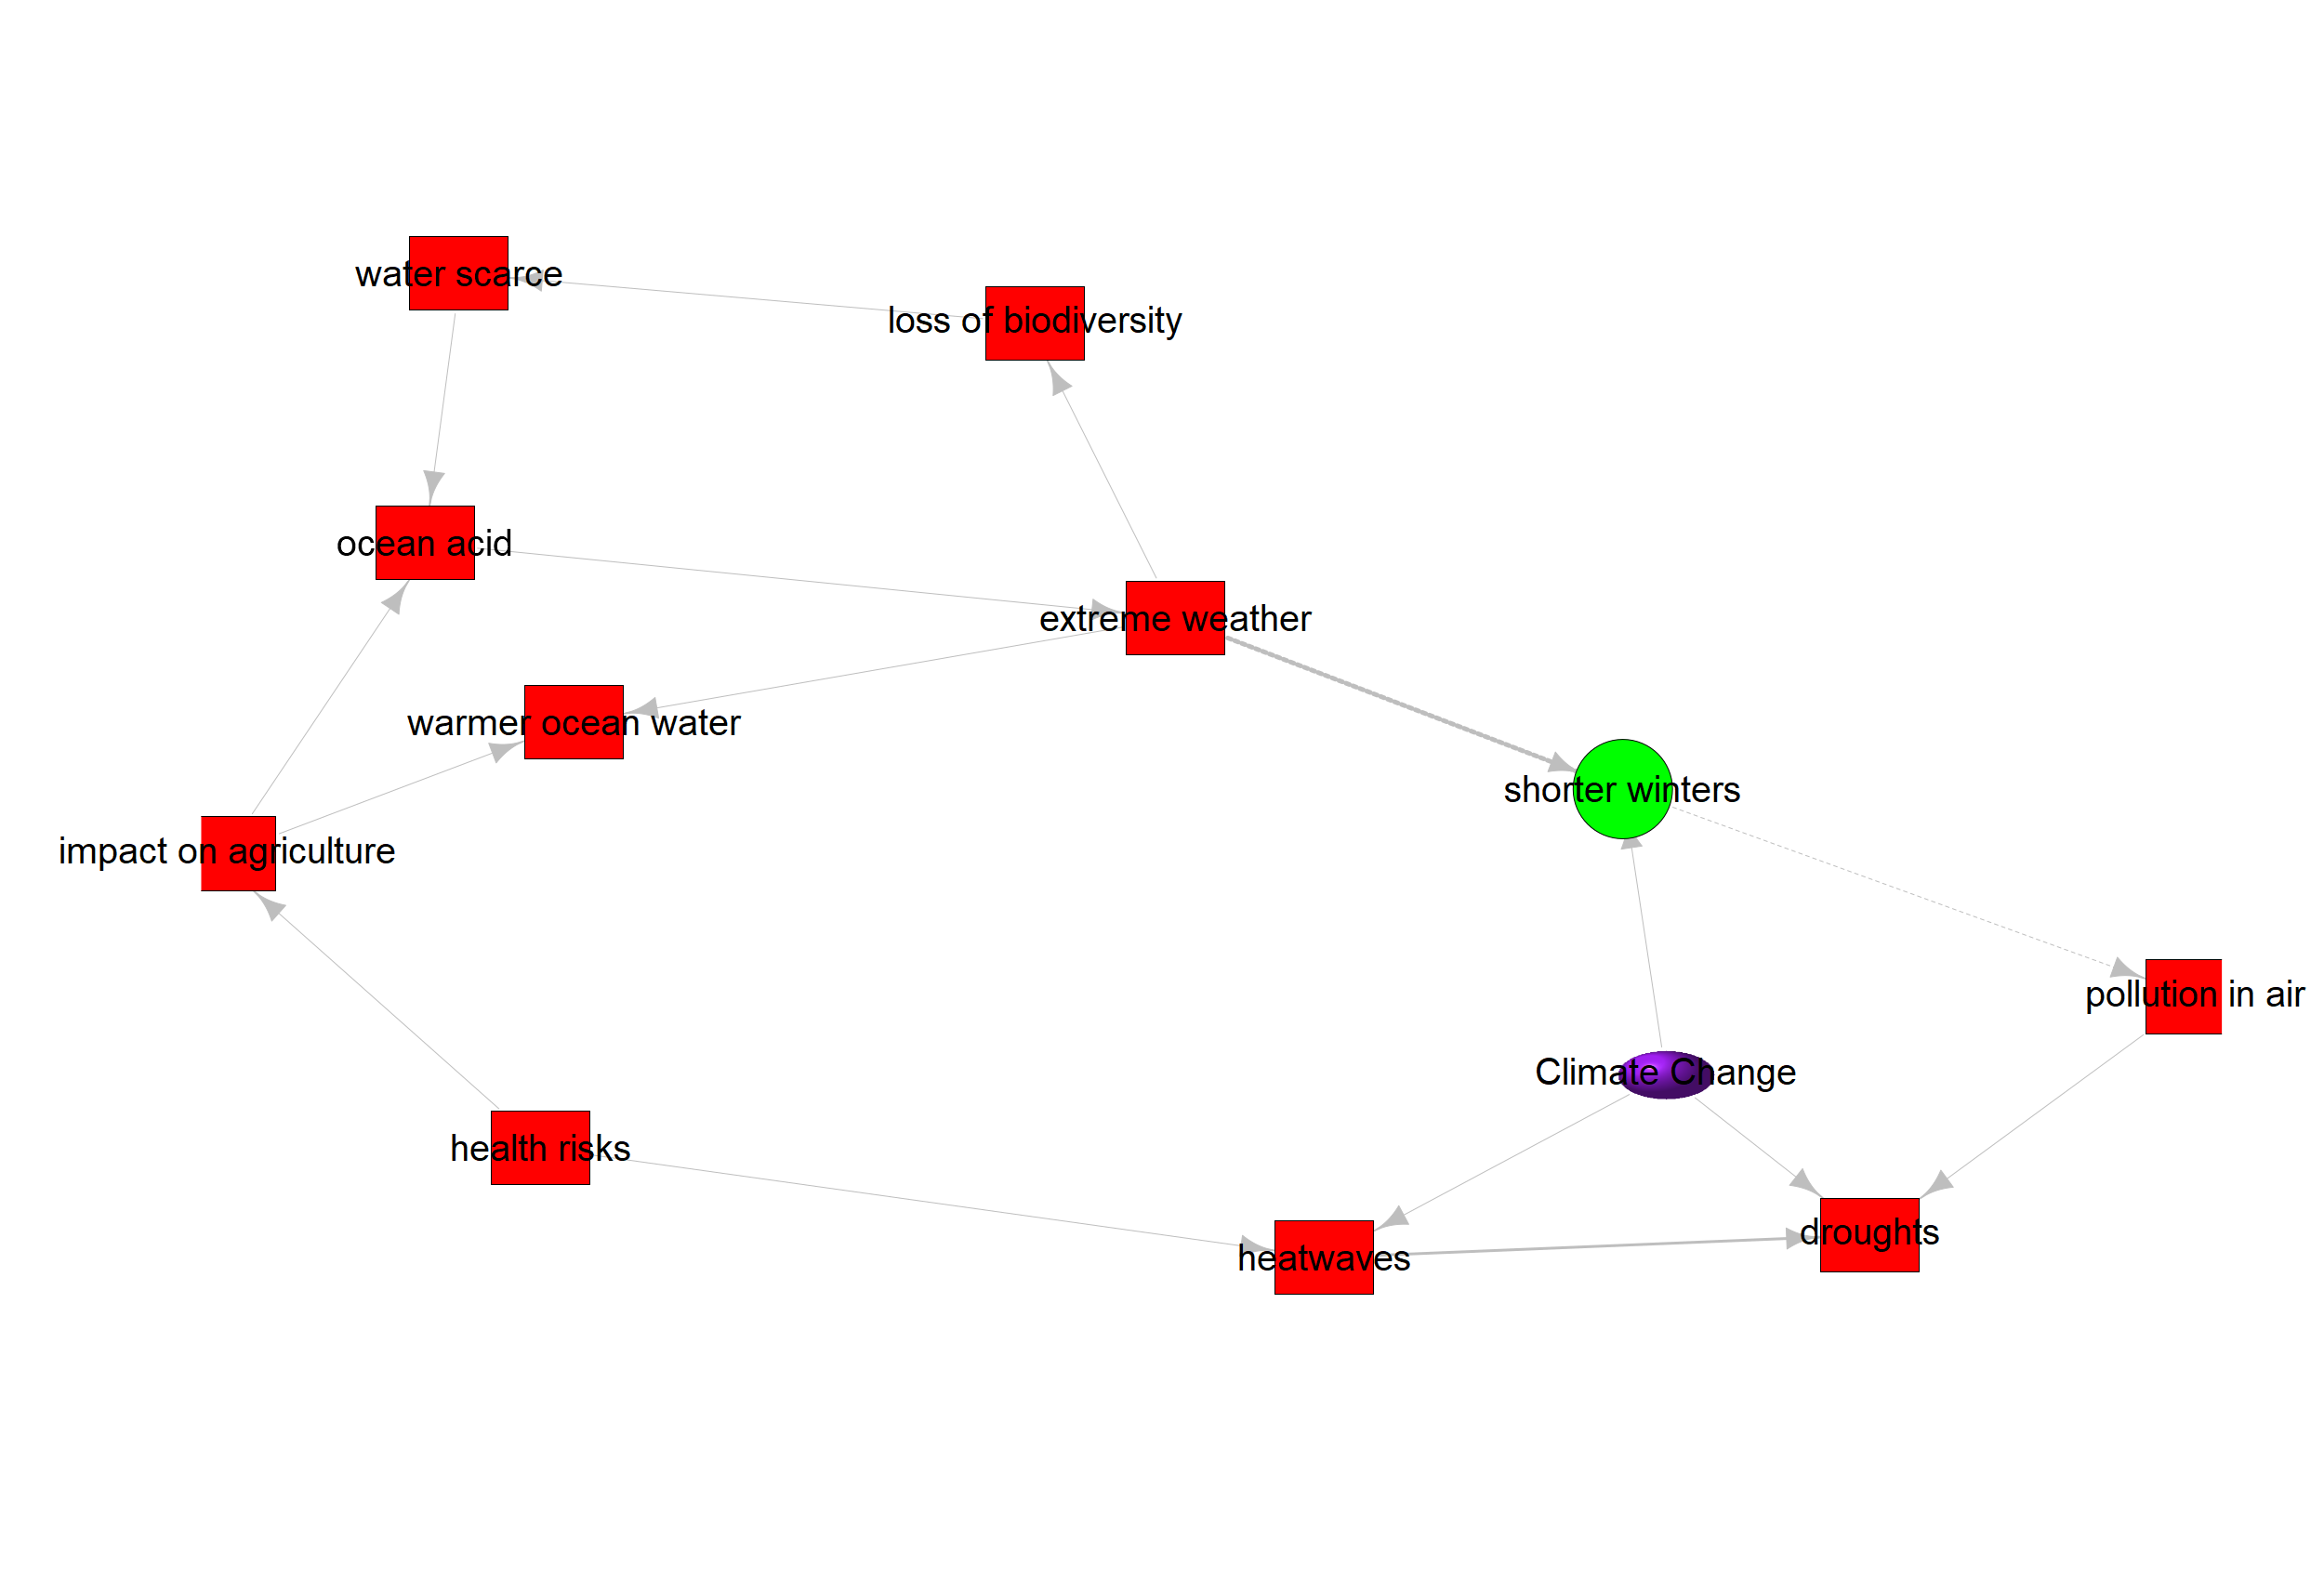 water scarce
loss of biodiversity
ocean acid
extreme weather
warmer ocean water
shorter winters
impact on agriculture
pollution in air
Climate Change
health risks
droughts
heatwaves